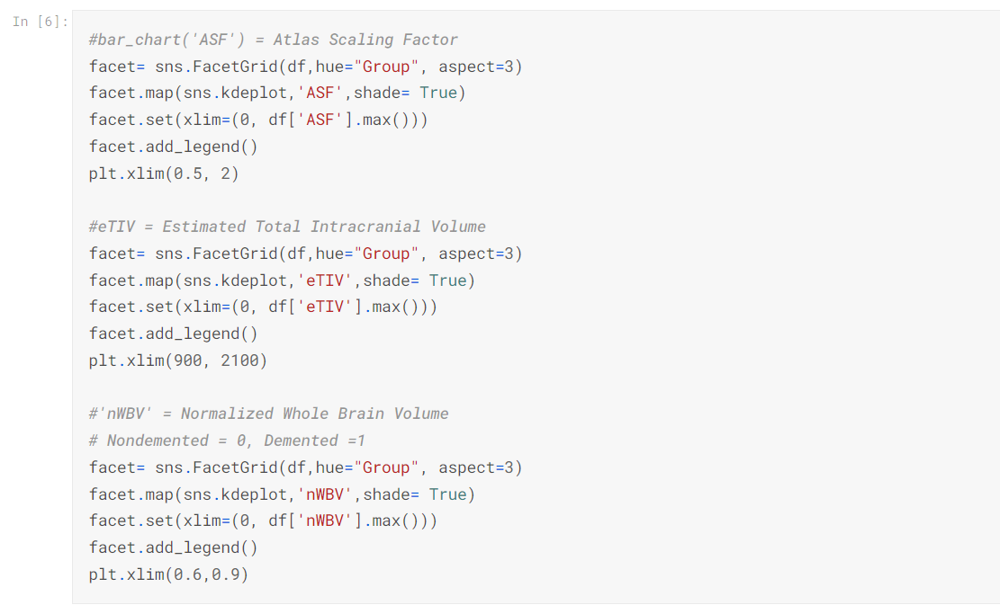 In [6]:
#bar_chart('ASF') = Atlas Scaling Factor
facet= sns.FacetGrid(df,hue="Group", aspect=3)
facet.map(sns.kdeplot,'ASF',shade= True)
facet.set(xlim=(0, df['ASF'].max()))
facet.add_legend()
plt.xlim(0.5, 2)
#eTIV = Estimated Total Intracranial Volume
facet= sns.FacetGrid(df,hue="Group", aspect=3)
facet.map(sns.kdeplot,'eTIV',shade= True)
facet.set(xlim=(0, df['eTIV'].max()))
facet.add_legend()
plt.xlim(900, 2100)
#'nWBV' = Normalized Whole Brain Volume
# Nondemented = 0, Demented =1
facet= sns.FacetGrid(df,hue="Group", aspect=3)
facet.map(sns.kdeplot,'nWBV',shade= True)
facet.set(xlim=(0, df['nWBV'].max()))
facet.add_legend()
plt.xlim(0.6,0.9)